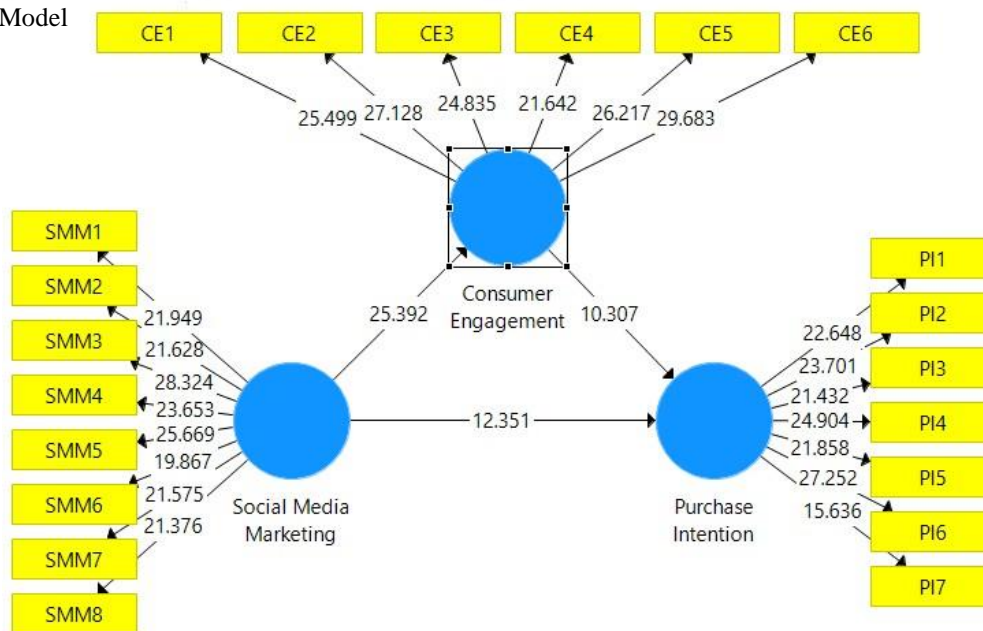 Model
CE1
CE2
CE3
CE4
CE5
CE6
25.499
27.128
24.835
21.642
26.217
29.683
Consumer
Engagement
25.392
10.307
12.351
SMM1
SMM2
SMM3
SMM4
SMM5
SMM6
SMM7
SMM8
21.949
21.628
28.324
23.653
25.669
19.867
21.575
21.376
Social Media
Marketing
Purchase
Intention
22.648
23.701
21.432
24.904
21.858
27.252
15.636
PI1
PI2
PI3
PI4
PI5
PI6
PI7